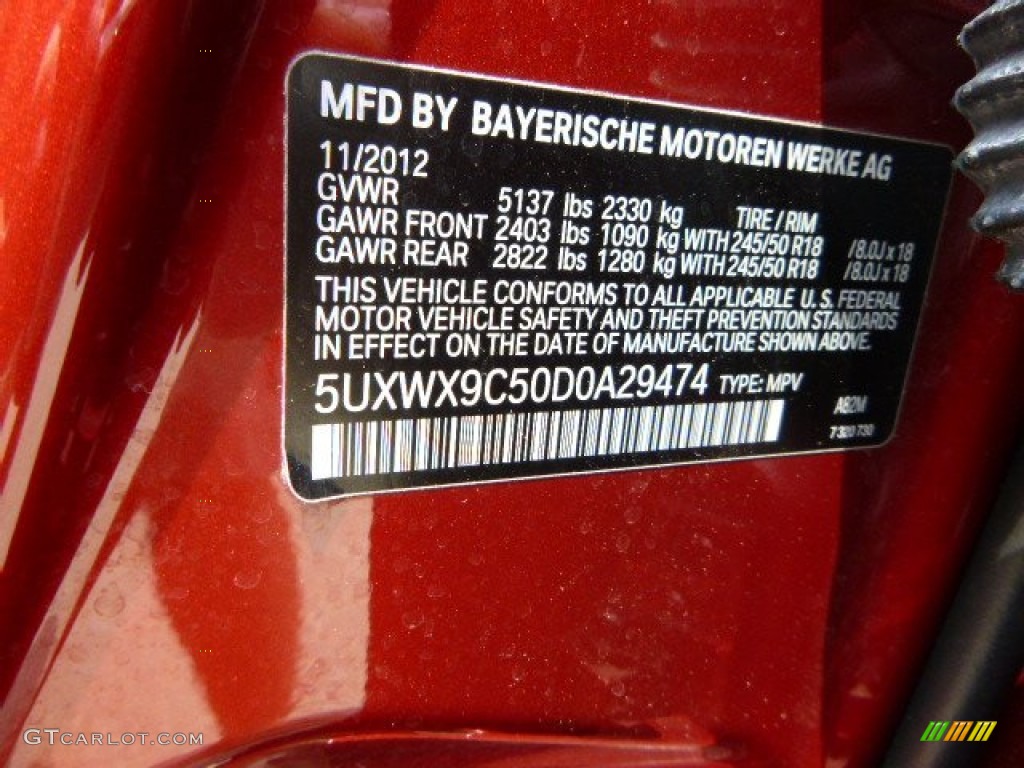 MFD BY BAYERISCHE MOTOREN WERKE AG
11/2012
GVWR 5137 lbs 2330 kg TIRE / RIM
GAWR FRONT 2403 lbs 1090 kg WITH 245/50 R18 /8.0J x 18
GAWR REAR 2822 lbs 1280 kg WITH 245/50 R18 /8.0J x 18
THIS VEHICLE CONFORMS TO ALL APPLICABLE U.S. FEDERAL
MOTOR VEHICLE SAFETY AND THEFT PREVENTION STANDARDS
IN EFFECT ON THE DATE OF MANUFACTURE SHOWN ABOVE.
5UXWX9C50D0A29474 TYPE: MPV
A82M
7 320 730
GTCARLOT.COM